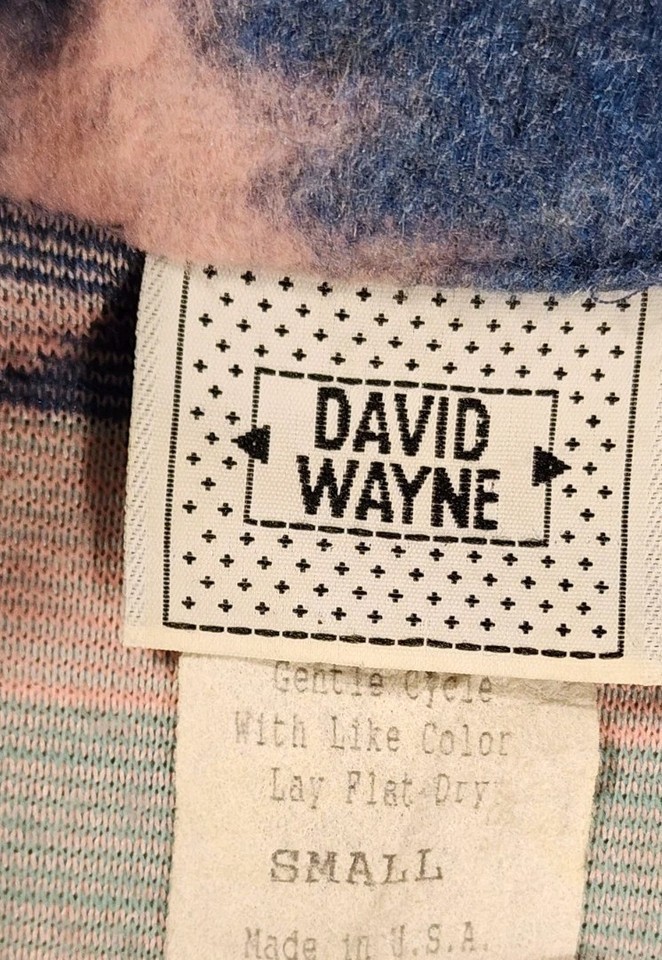 DAVID
WAYNE
Gentle Cycle
With Like Color
Lay Flat Dry
SMALL
Made in U.S.A.